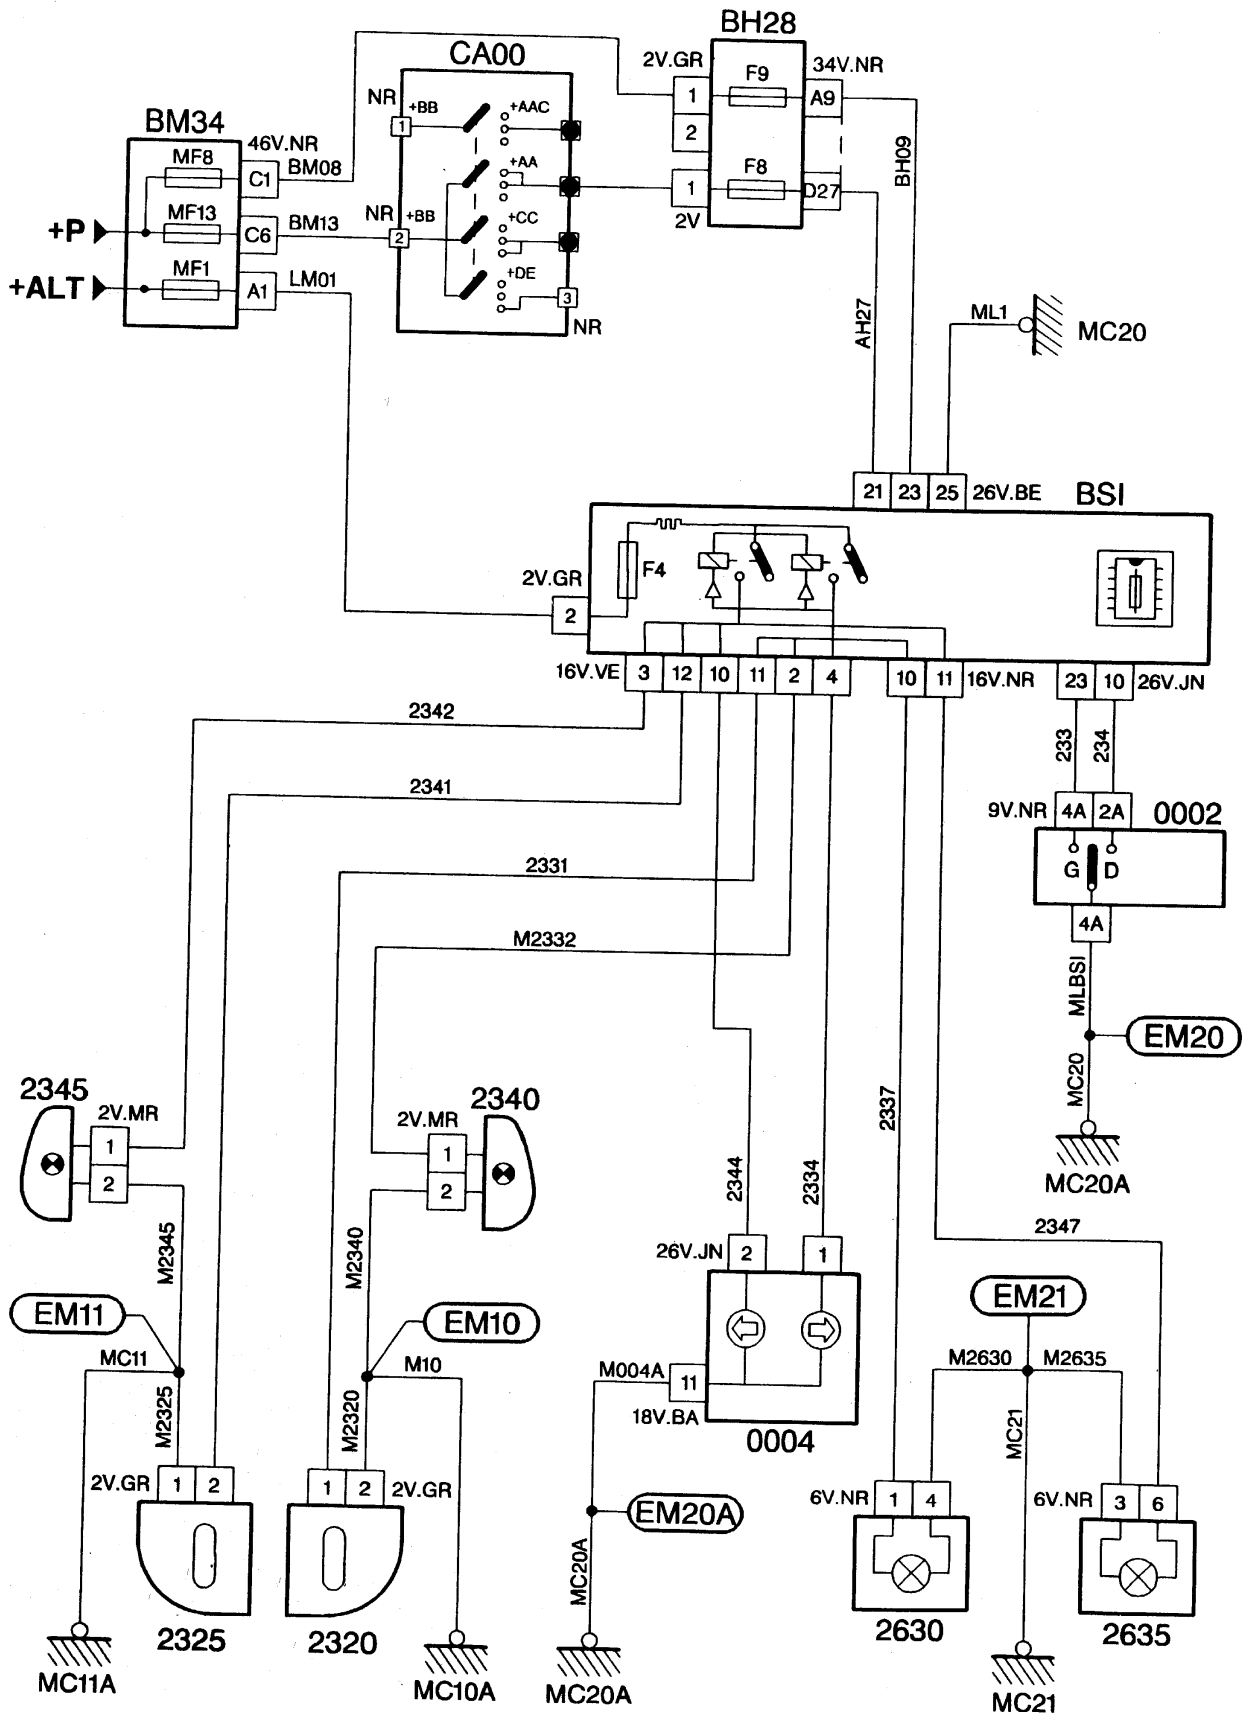 BH28
CA00
2V.GR
34V.NR
F9
1
A9
2
NR
+BB
+AAC
1
BM34
46V.NR
MF8
C1
BM08
+AA
F8
1
D27
2V
BH09
+P
MF13
C6
BM13
NR
+BB
2
+CC
+ALT
MF1
A1
LM01
+DE
3
NR
AH27
ML1
MC20
21
23
25
26V.BE
BSI
F4
2V.GR
2
16V.VE
3
12
10
11
2
4
10
11
16V.NR
23
10
26V.JN
2342
233
234
2341
9V.NR
4A
2A
0002
G
D
2331
4A
M2332
MLBSI
EM20
MC20
2345
2V.MR
1
2
2340
2V.MR
1
2
2337
MC20A
M2345
M2340
2344
2334
2347
26V.JN
2
1
EM11
EM10
EM21
MC11
M10
M004A
11
18V.BA
0004
M2630
M2635
M2325
M2320
MC21
2V.GR
1
2
1
2
2V.GR
EM20A
6V.NR
1
4
6V.NR
3
6
MC20A
2325
2320
2630
2635
MC11A
MC10A
MC20A
MC21